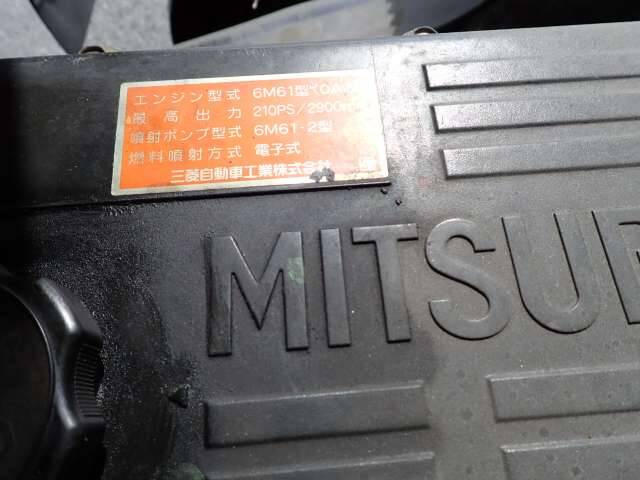 エンジン型式 6M61型
最高出力 210PS/2900
噴射ポンプ型式 6M61-2型
燃料噴射方式 電子式
三菱自動車工業株式会
MITSU